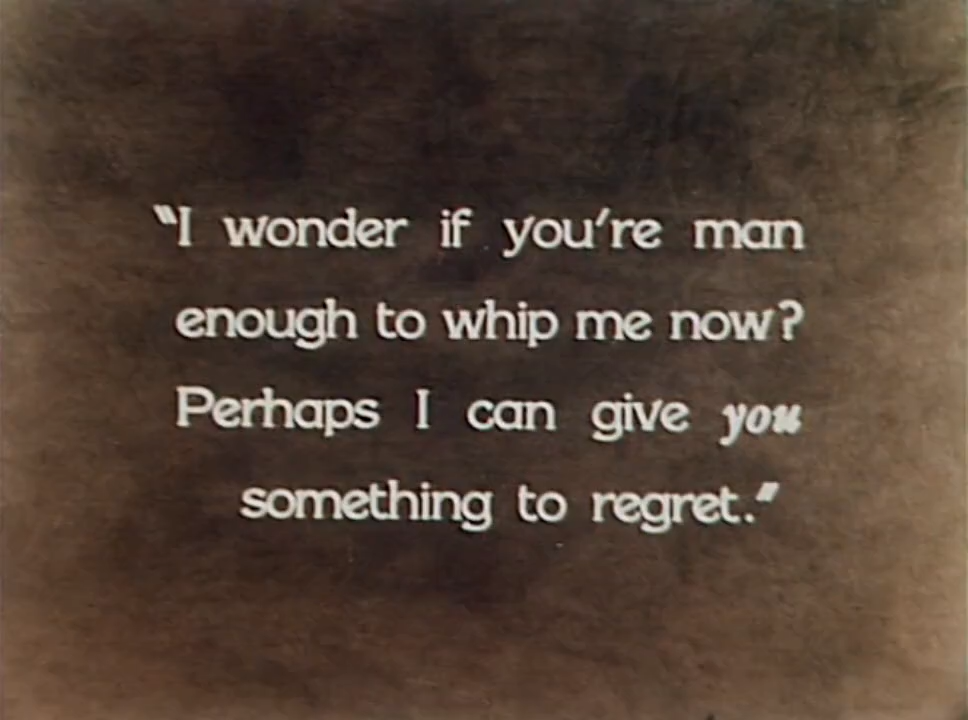 "I wonder if you're man
enough to whip me now?
Perhaps I can give you
something to regret."